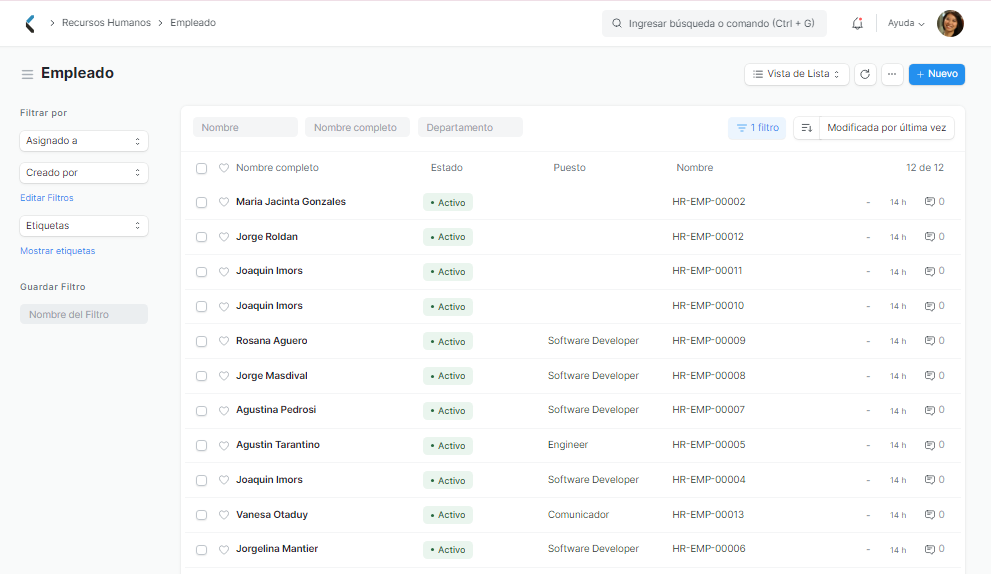 Recursos Humanos > Empleado
Ingresar búsqueda o comando (Ctrl + G)
Ayuda
Empleado
Vista de Lista
···
+ Nuevo
Filtrar por
Asignado a
Creado por
Editar Filtros
Etiquetas
Mostrar etiquetas
Guardar Filtro
Nombre del Filtro
Nombre Nombre completo Departamento
1 filtro
Modificada por última vez
Nombre completo Estado Puesto Nombre 12 de 12
Maria Jacinta Gonzales • Activo HR-EMP-00002 - 14 h 0
Jorge Roldan • Activo HR-EMP-00012 - 14 h 0
Joaquin Imors • Activo HR-EMP-00011 - 14 h 0
Joaquin Imors • Activo HR-EMP-00010 - 14 h 0
Rosana Aguero • Activo Software Developer HR-EMP-00009 - 14 h 0
Jorge Masdival • Activo Software Developer HR-EMP-00008 - 14 h 0
Agustina Pedrosi • Activo Software Developer HR-EMP-00007 - 14 h 0
Agustin Tarantino • Activo Engineer HR-EMP-00005 - 14 h 0
Joaquin Imors • Activo Software Developer HR-EMP-00004 - 14 h 0
Vanesa Otaduy • Activo Comunicador HR-EMP-00013 - 14 h 0
Jorgelina Mantier • Activo Software Developer HR-EMP-00006 - 14 h 0